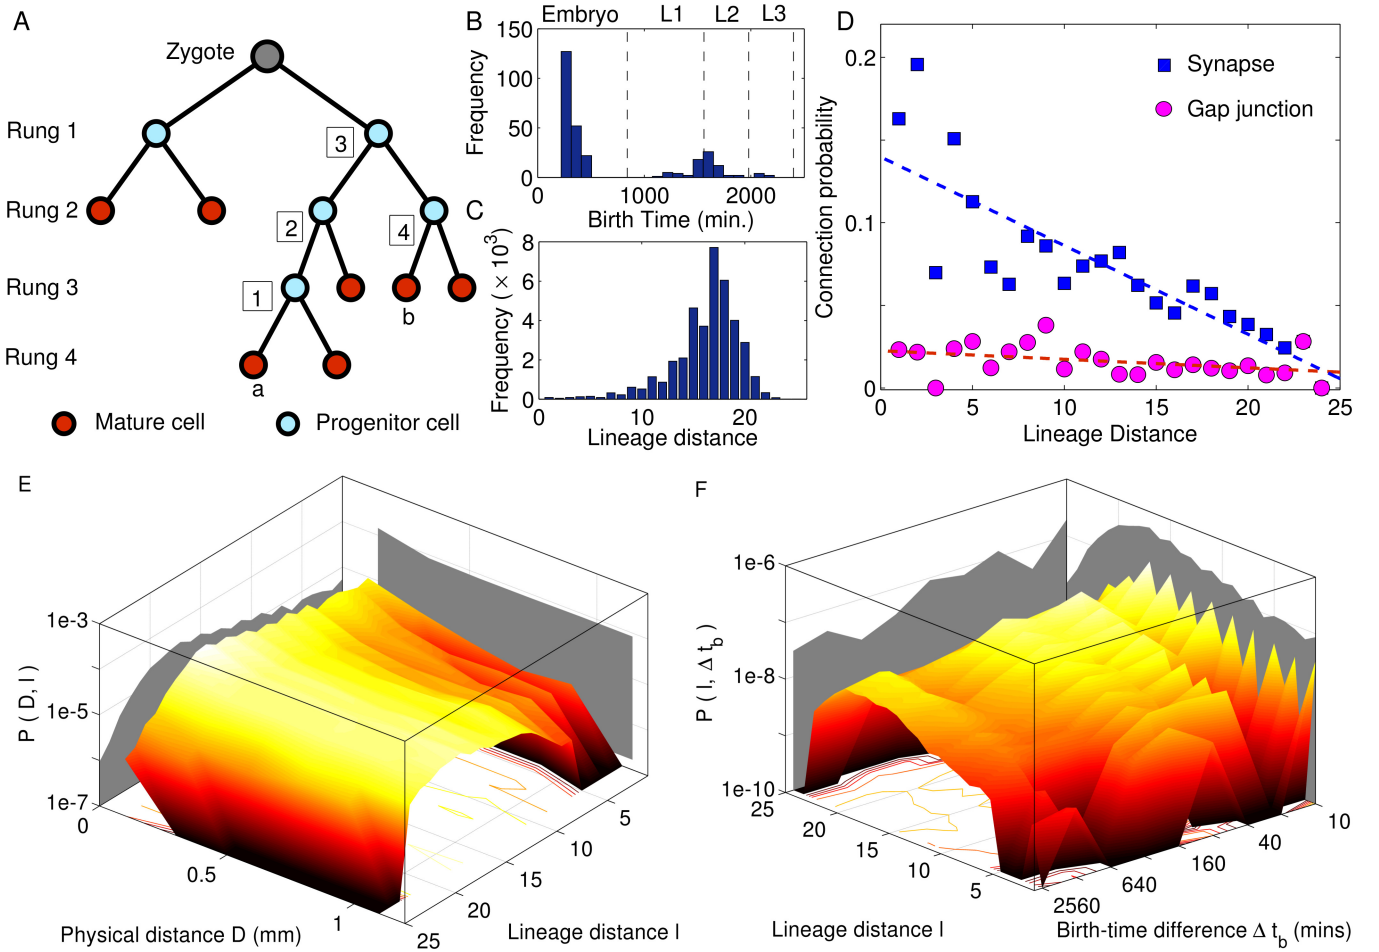 A
Zygote
Rung 1
Rung 2
Rung 3
Rung 4
3
2
4
1
b
a
Mature cell
Progenitor cell
B
Embryo
L1
L2
L3
150
100
50
0
Frequency
0
1000
2000
Birth Time (min.)
C
8
6
4
2
0
Frequency (× 10³)
10
20
Lineage distance
D
0.2
0.1
0
Connection probability
Synapse
Gap junction
0
5
10
15
20
25
Lineage Distance
E
1e-3
1e-5
1e-7
P ( D, l )
0
0.5
1
Physical distance D (mm)
5
10
15
20
25
Lineage distance l
F
1e-6
1e-8
1e-10
P ( l, Δ t_b )
25
20
15
10
5
Lineage distance l
10
40
160
640
2560
Birth-time difference Δ t_b (mins)